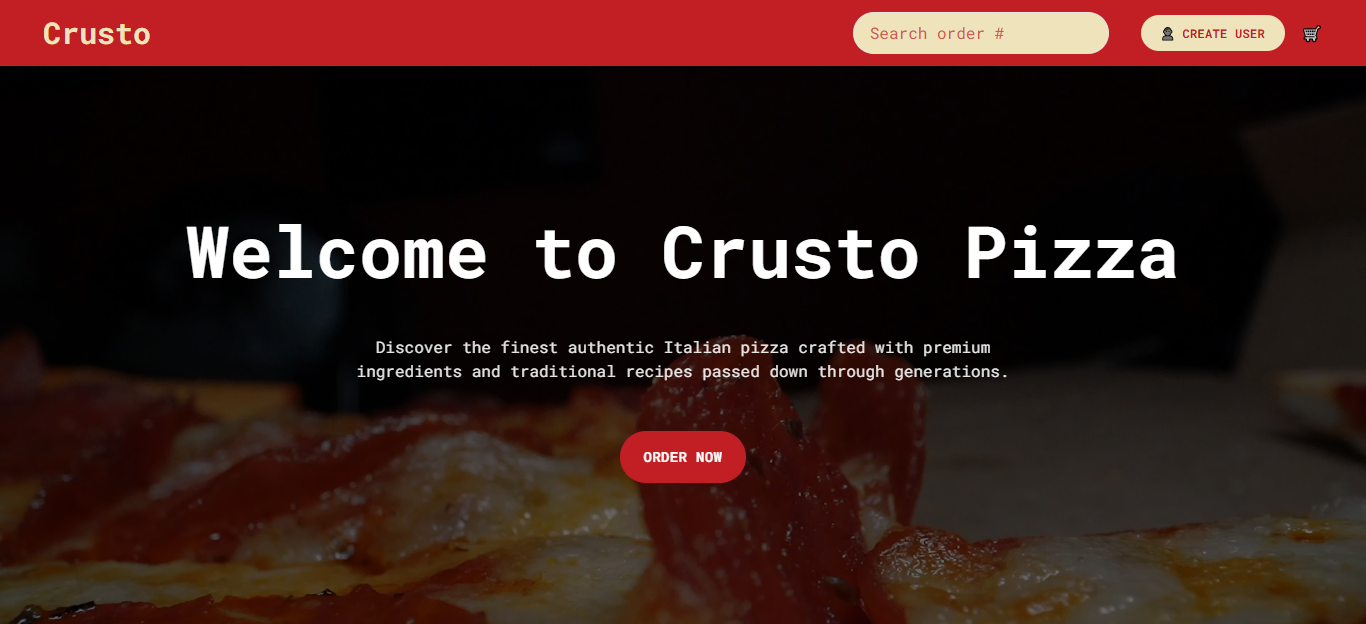 Crusto
Search order #
CREATE USER
Welcome to Crusto Pizza
Discover the finest authentic Italian pizza crafted with premium
ingredients and traditional recipes passed down through generations.
ORDER NOW